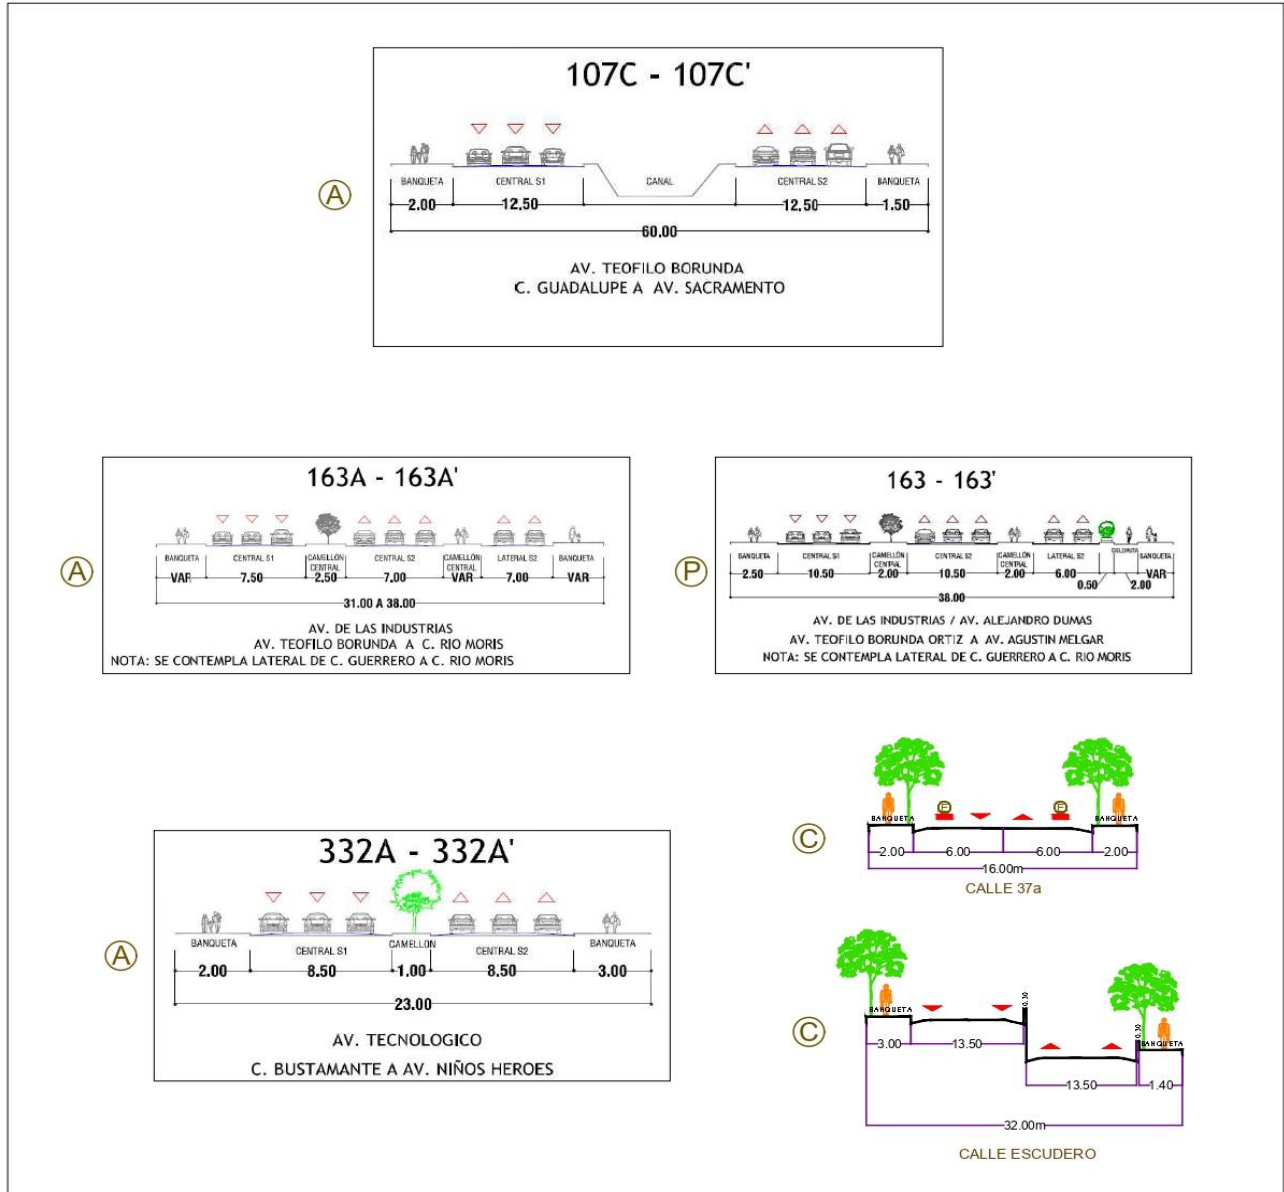 107C - 107C'
A
BANQUETA CENTRAL S1 CANAL CENTRAL S2 BANQUETA
2.00 12.50 12.50 1.50
60.00
AV. TEOFILO BORUNDA
C. GUADALUPE A AV. SACRAMENTO
163A - 163A'
A
BANQUETA CENTRAL S1 CAMELLÓN CENTRAL CENTRAL S2 CAMELLÓN CENTRAL LATERAL S2 BANQUETA
VAR 7.50 2.50 7.00 VAR 7.00 VAR
31.00 A 38.00
AV. DE LAS INDUSTRIAS
AV. TEOFILO BORUNDA A C. RIO MORIS
NOTA: SE CONTEMPLA LATERAL DE C. GUERRERO A C. RIO MORIS
163 - 163'
P
BANQUETA CENTRAL S1 CAMELLÓN CENTRAL CENTRAL S2 CAMELLÓN CENTRAL LATERAL S2 CICLORUTA BANQUETA
2.50 10.50 2.00 10.50 2.00 6.00 0.50 2.00 VAR
38.00
AV. DE LAS INDUSTRIAS / AV. ALEJANDRO DUMAS
AV. TEOFILO BORUNDA ORTIZ A AV. AGUSTIN MELGAR
NOTA: SE CONTEMPLA LATERAL DE C. GUERRERO A C. RIO MORIS
332A - 332A'
A
BANQUETA CENTRAL S1 CAMELLON CENTRAL S2 BANQUETA
2.00 8.50 1.00 8.50 3.00
23.00
AV. TECNOLOGICO
C. BUSTAMANTE A AV. NIÑOS HEROES
C
E E
BANQUETA BANQUETA
2.00 6.00 6.00 2.00
16.00m
CALLE 37a
C
BANQUETA 0.30 0.30 BANQUETA
3.00 13.50
13.50 1.40
32.00m
CALLE ESCUDERO